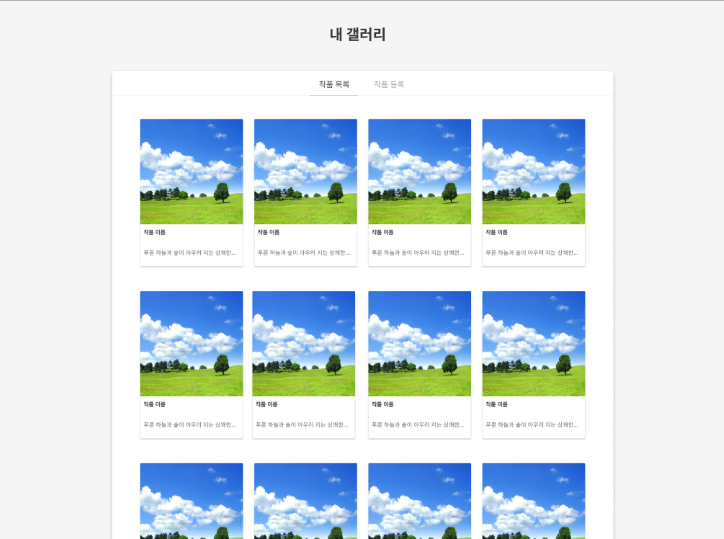 내 갤러리
작품 목록 작품 등록
작품 이름 작품 이름 작품 이름 작품 이름
푸른 하늘과 숲이 아우러 지는 상쾌한... 푸른 하늘과 숲이 아우러 지는 상쾌한... 푸른 하늘과 숲이 아우러 지는 상쾌한... 푸른 하늘과 숲이 아우러 지는 상쾌한...
작품 이름 작품 이름 작품 이름 작품 이름
푸른 하늘과 숲이 아우러 지는 상쾌한... 푸른 하늘과 숲이 아우러 지는 상쾌한... 푸른 하늘과 숲이 아우러 지는 상쾌한... 푸른 하늘과 숲이 아우러 지는 상쾌한...